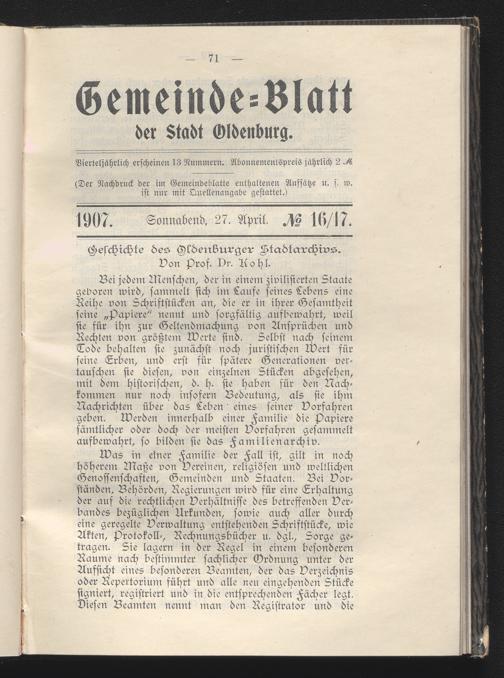 — 71 —
Gemeinde=Blatt
der Stadt Oldenburg.
Vierteljährlich erscheinen 13 Nummern. Abonnementspreis jährlich 2 ℳ
(Der Nachdruck der im Gemeindeblatte enthaltenen Aufsätze u. s. w.
ist nur mit Quellenangabe gestattet.)
1907. Sonnabend, 27. April. № 16/17.
Geschichte des Oldenburger Stadtarchivs.
Von Prof. Dr. Kohl.
Bei jedem Menschen, der in einem zivilisierten Staate
geboren wird, sammelt sich im Laufe seines Lebens eine
Reihe von Schriftstücken an, die er in ihrer Gesamtheit
seine „Papiere“ nennt und sorgfältig aufbewahrt, weil
sie für ihn zur Geltendmachung von Ansprüchen und
Rechten von größtem Werte sind. Selbst nach seinem
Tode behalten sie zunächst noch juristischen Wert für
seine Erben, und erst für spätere Generationen ver-
tauschen sie diesen, von einzelnen Stücken abgesehen,
mit dem historischen, d. h. sie haben für den Nach-
kommen nur noch insofern Bedeutung, als sie ihm
Nachrichten über das Leben eines seiner Vorfahren
geben. Werden innerhalb einer Familie die Papiere
sämtlicher oder doch der meisten Vorfahren gesammelt
aufbewahrt, so bilden sie das Familienarchiv.
Was in einer Familie der Fall ist, gilt in noch
höherem Maße von Vereinen, religiösen und weltlichen
Genossenschaften, Gemeinden und Staaten. Bei Vor-
ständen, Behörden, Regierungen wird für eine Erhaltung
der auf die rechtlichen Verhältnisse des betreffenden Ver-
bandes bezüglichen Urkunden, sowie auch aller durch
eine geregelte Verwaltung entstehenden Schriftstücke, wie
Akten, Protokoll-, Rechnungsbücher u. dgl., Sorge ge-
tragen. Sie lagern in der Regel in einem besonderen
Raume nach bestimmter sachlicher Ordnung unter der
Aufsicht eines besonderen Beamten, der das Verzeichnis
oder Repertorium führt und alle neu eingehenden Stücke
signiert, registriert und in die entsprechenden Fächer legt.
Diesen Beamten nennt man den Registrator und die